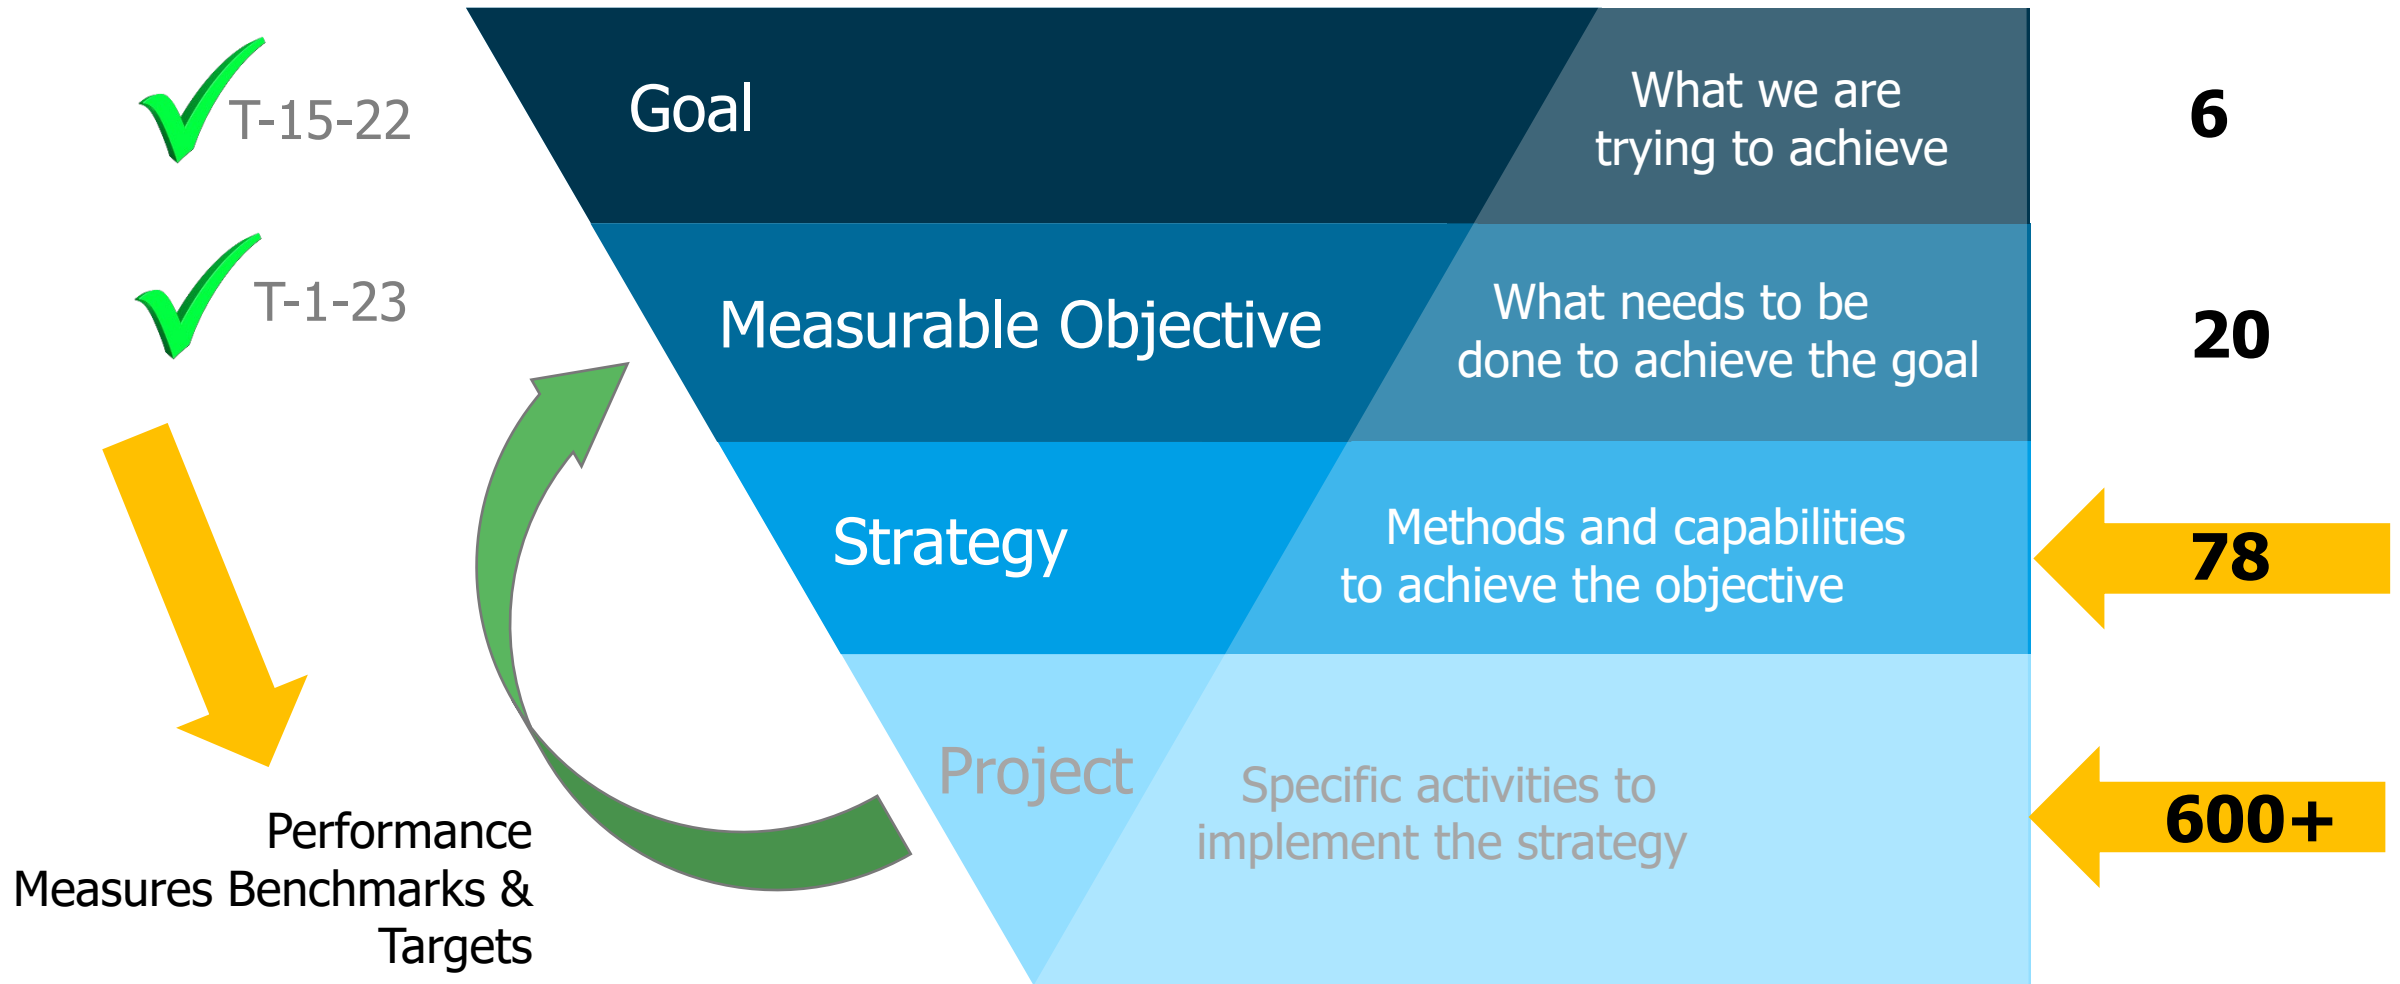 T-15-22
Goal
What we are
trying to achieve
6
T-1-23
Measurable Objective
What needs to be
done to achieve the goal
20
Strategy
Methods and capabilities
to achieve the objective
78
Project
Specific activities to
implement the strategy
600+
Performance
Measures Benchmarks &
Targets